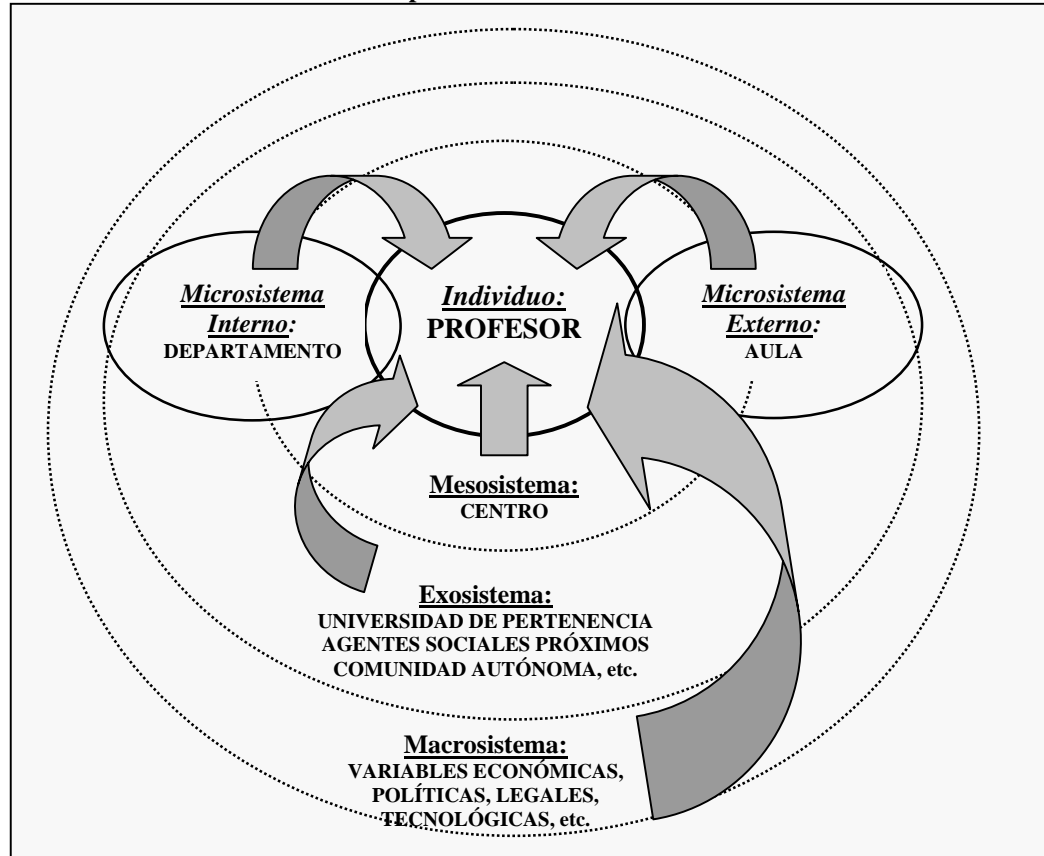 Microsistema
Interno:
DEPARTAMENTO
Individuo:
PROFESOR
Microsistema
Externo:
AULA
Mesosistema:
CENTRO
Exosistema:
UNIVERSIDAD DE PERTENENCIA
AGENTES SOCIALES PRÓXIMOS
COMUNIDAD AUTÓNOMA, etc.
Macrosistema:
VARIABLES ECONÓMICAS,
POLÍTICAS, LEGALES,
TECNOLÓGICAS, etc.